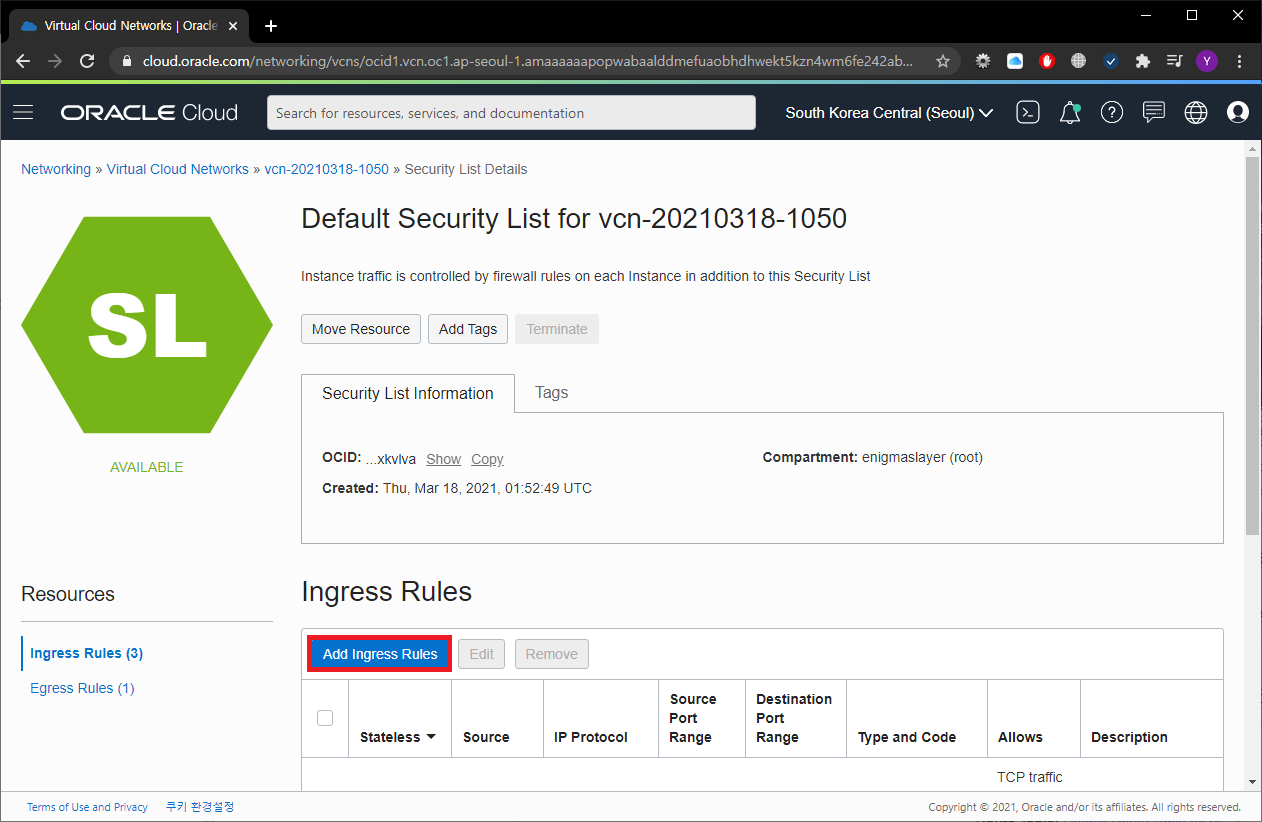 Virtual Cloud Networks | Oracle
cloud.oracle.com/networking/vcns/ocid1.vcn.oc1.ap-seoul-1.amaaaaaapopwabaalddmefuaobhdhwekt5kzn4wm6fe242ab...
Y
ORACLE Cloud
Search for resources, services, and documentation
South Korea Central (Seoul)
Networking » Virtual Cloud Networks » vcn-20210318-1050 » Security List Details
SL
AVAILABLE
Default Security List for vcn-20210318-1050
Instance traffic is controlled by firewall rules on each Instance in addition to this Security List
Move Resource Add Tags Terminate
Security List Information Tags
OCID: ...xkvlva Show Copy
Compartment: enigmaslayer (root)
Created: Thu, Mar 18, 2021, 01:52:49 UTC
Resources
Ingress Rules (3)
Egress Rules (1)
Ingress Rules
Add Ingress Rules Edit Remove
Stateless
Source
IP Protocol
Source
Port
Range
Destination
Port
Range
Type and Code
Allows
Description
TCP traffic
Terms of Use and Privacy 쿠키 환경설정
Copyright © 2021, Oracle and/or its affiliates. All rights reserved.